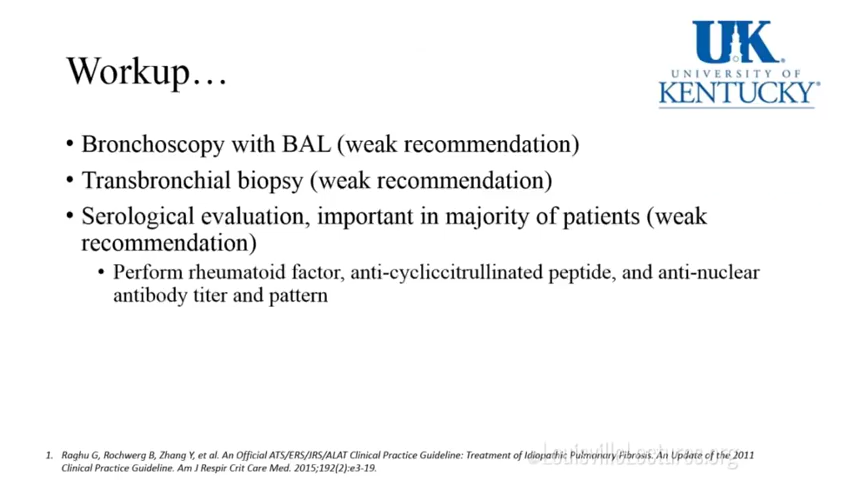 UK
UNIVERSITY OF
KENTUCKY
Workup…
• Bronchoscopy with BAL (weak recommendation)
• Transbronchial biopsy (weak recommendation)
• Serological evaluation, important in majority of patients (weak
recommendation)
• Perform rheumatoid factor, anti-cycliccitrullinated peptide, and anti-nuclear
antibody titer and pattern
1. Raghu G, Rochwerg B, Zhang Y, et al. An Official ATS/ERS/JRS/ALAT Clinical Practice Guideline: Treatment of Idiopathic Pulmonary Fibrosis. An Update of the 2011
Clinical Practice Guideline. Am J Respir Crit Care Med. 2015;192(2):e3-19.
©LouisvilleLectures.org